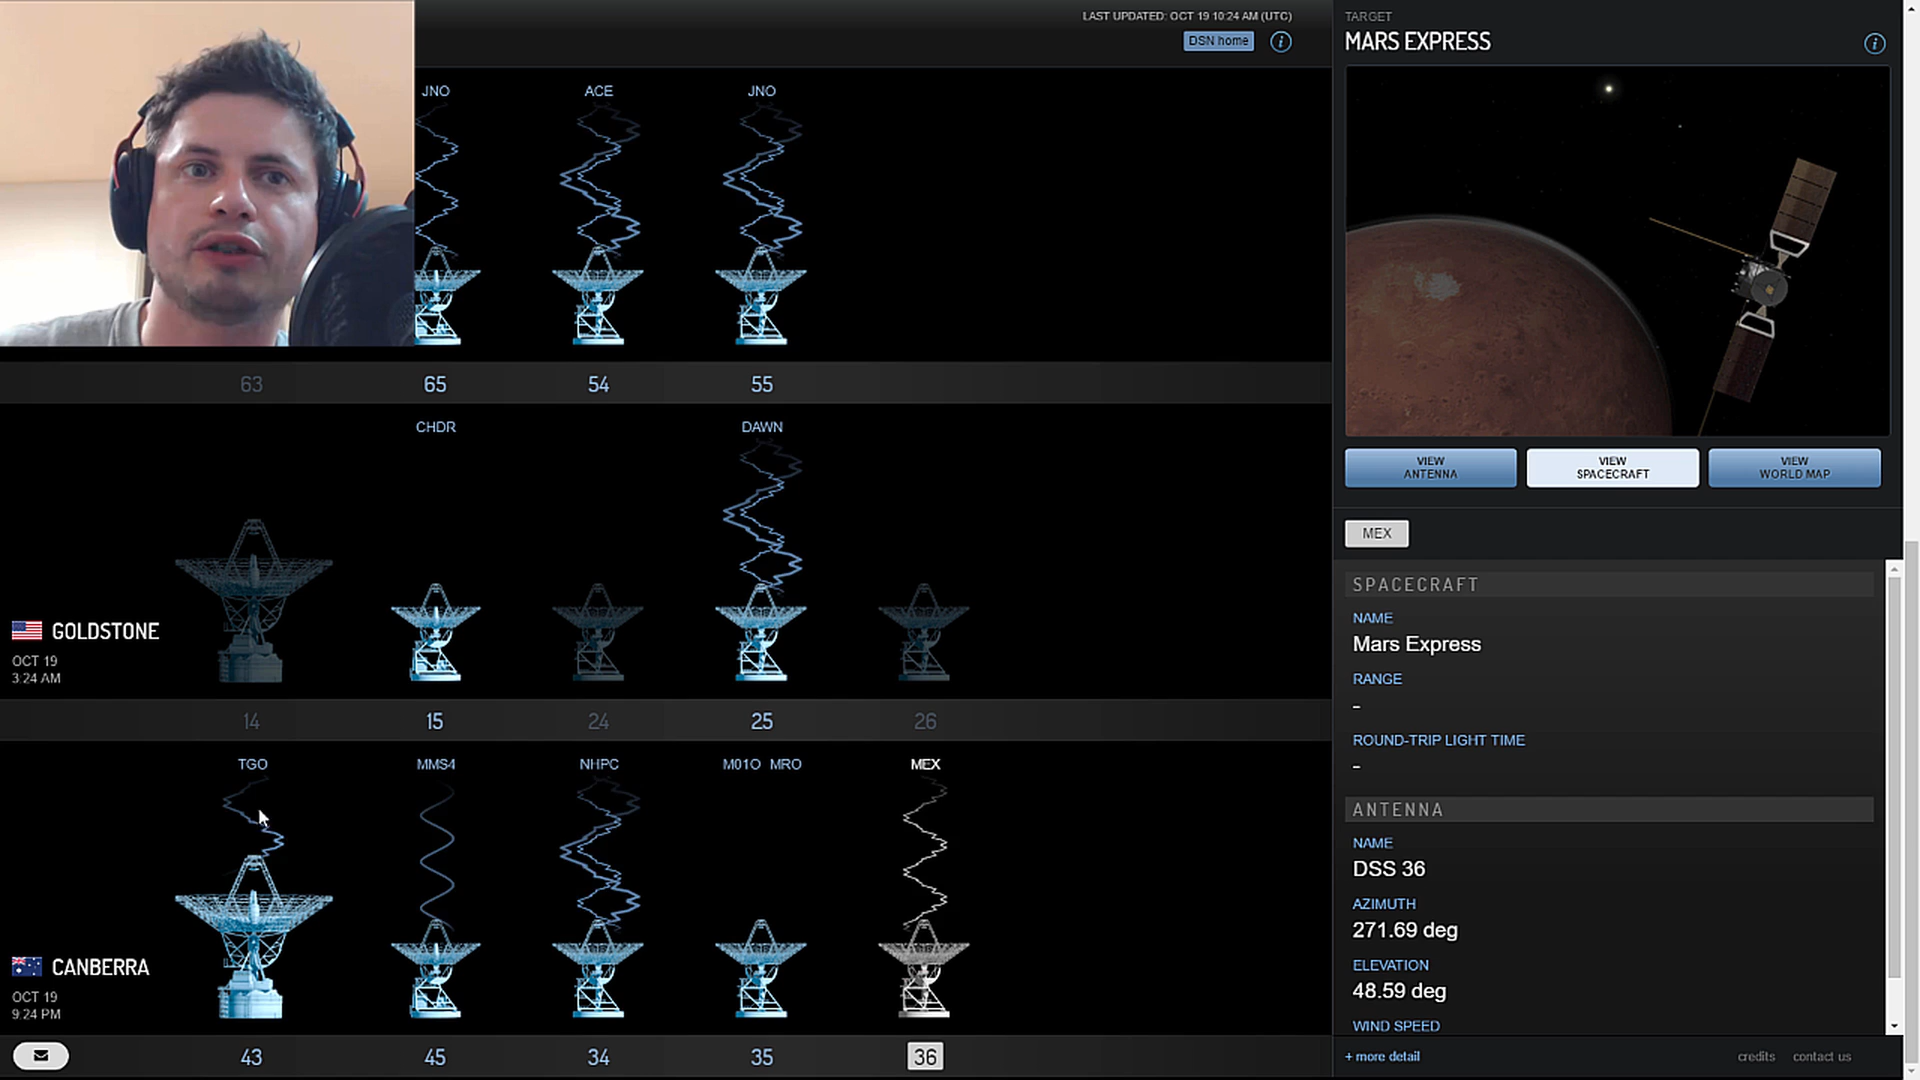 LAST UPDATED: OCT 19 10:24 AM (UTC)
DSN home
i
JNO ACE JNO
63 65 54 55
CHDR DAWN
GOLDSTONE
OCT 19
3:24 AM
14 15 24 25 26
TGO MMS4 NHPC M01O MRO MEX
CANBERRA
OCT 19
9:24 PM
43 45 34 35 36
TARGET
MARS EXPRESS
i
VIEW
ANTENNA
VIEW
SPACECRAFT
VIEW
WORLD MAP
MEX
SPACECRAFT
NAME
Mars Express
RANGE
-
ROUND-TRIP LIGHT TIME
-
ANTENNA
NAME
DSS 36
AZIMUTH
271.69 deg
ELEVATION
48.59 deg
WIND SPEED
+ more detail credits contact us